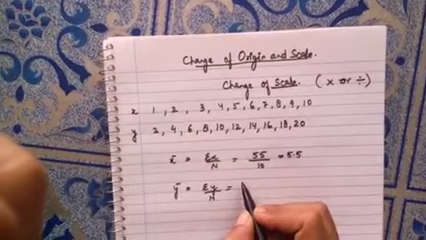 Change of Origin and Scale.
Change of Scale. (x or ÷)
x 1, 2, 3, 4, 5, 6, 7, 8, 9, 10
y 2, 4, 6, 8, 10, 12, 14, 16, 18, 20
x̄ = Σx/N = 55/10 = 5.5
ȳ = Σy/N =